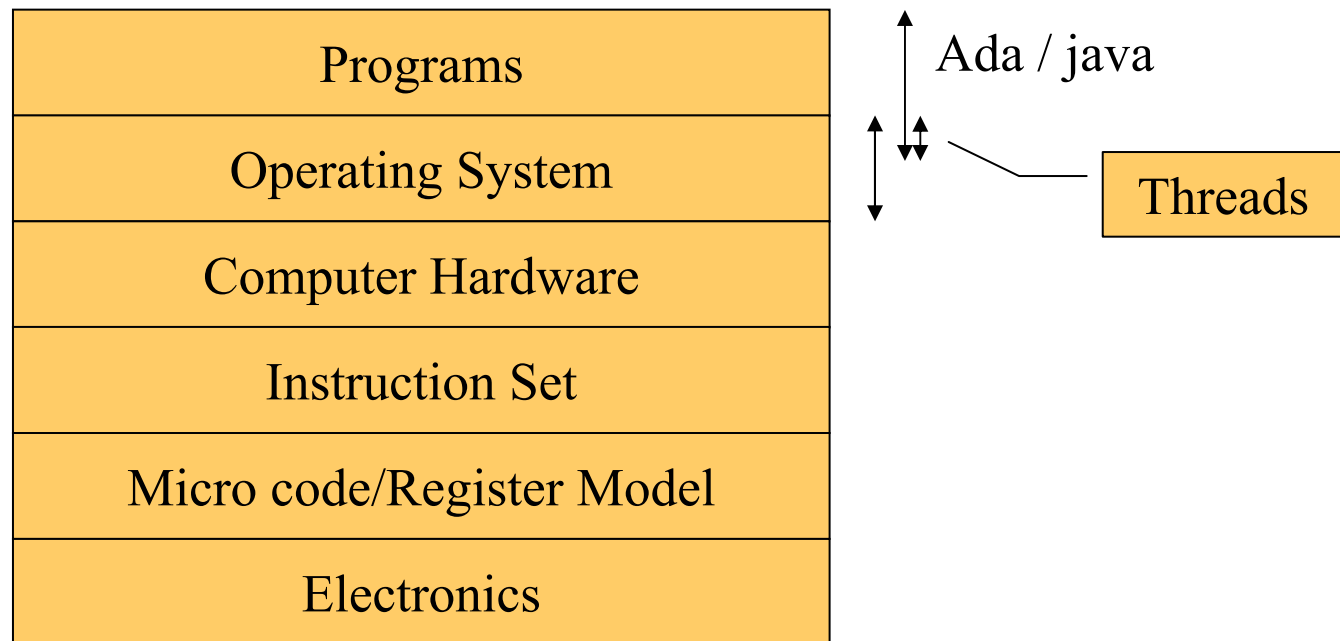 Programs
Ada / java
Operating System
Threads
Computer Hardware
Instruction Set
Micro code/Register Model
Electronics